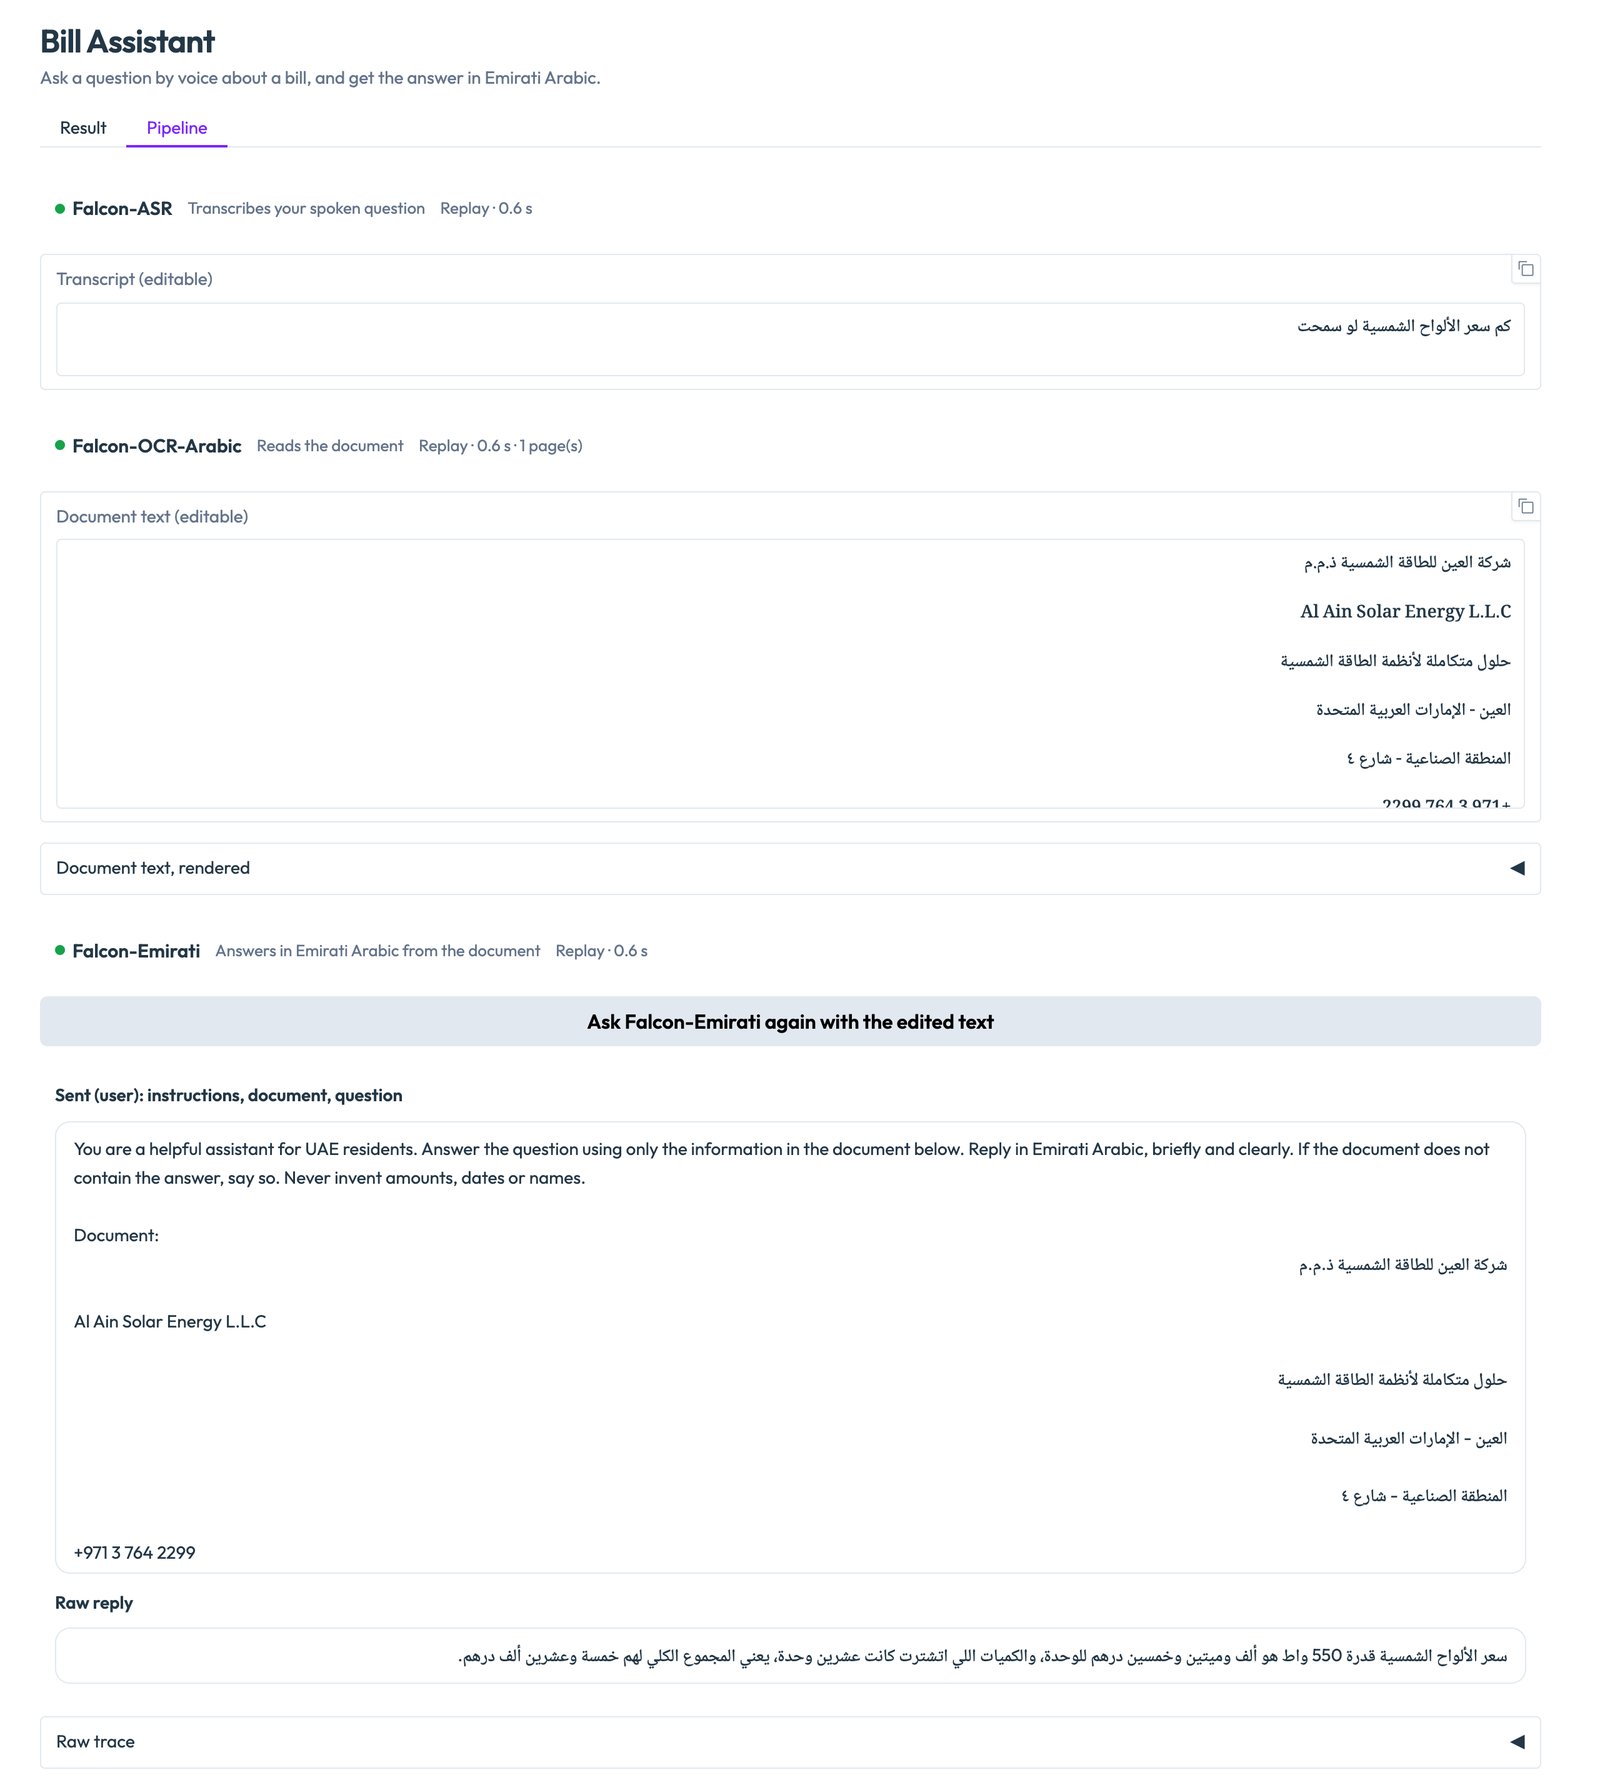 Bill Assistant
Ask a question by voice about a bill, and get the answer in Emirati Arabic.
Result Pipeline
Falcon-ASR Transcribes your spoken question Replay · 0.6 s
Transcript (editable)
كم سعر الألواح الشمسية لو سمحت
Falcon-OCR-Arabic Reads the document Replay · 0.6 s · 1 page(s)
Document text (editable)
شركة العين للطاقة الشمسية ذ.م.م
Al Ain Solar Energy L.L.C
حلول متكاملة لأنظمة الطاقة الشمسية
العين - الإمارات العربية المتحدة
المنطقة الصناعية - شارع ٤
2299 764 3 971+
Document text, rendered
Falcon-Emirati Answers in Emirati Arabic from the document Replay · 0.6 s
Ask Falcon-Emirati again with the edited text
Sent (user): instructions, document, question
You are a helpful assistant for UAE residents. Answer the question using only the information in the document below. Reply in Emirati Arabic, briefly and clearly. If the document does not
contain the answer, say so. Never invent amounts, dates or names.
Document:
شركة العين للطاقة الشمسية ذ.م.م
Al Ain Solar Energy L.L.C
حلول متكاملة لأنظمة الطاقة الشمسية
العين - الإمارات العربية المتحدة
المنطقة الصناعية - شارع ٤
+971 3 764 2299
Raw reply
سعر الألواح الشمسية قدرة 550 واط هو ألف وميتين وخمسين درهم للوحدة، والكميات اللي اتشترت كانت عشرين وحدة، يعني المجموع الكلي لهم خمسة وعشرين ألف درهم.
Raw trace